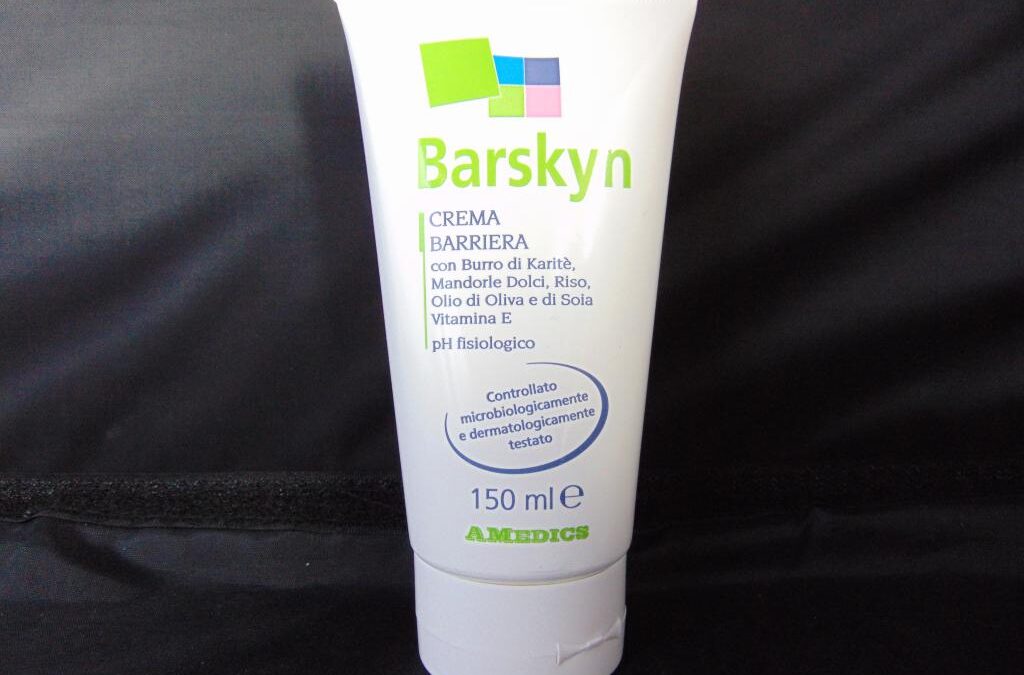 Barskyn
CREMA
BARRIERA
con Burro di Karitè,
Mandorle Dolci, Riso,
Olio di Oliva e di Soia
Vitamina E
pH fisiologico
Controllato
microbiologicamente
e dermatologicamente
testato
150 ml e
AMEDICS